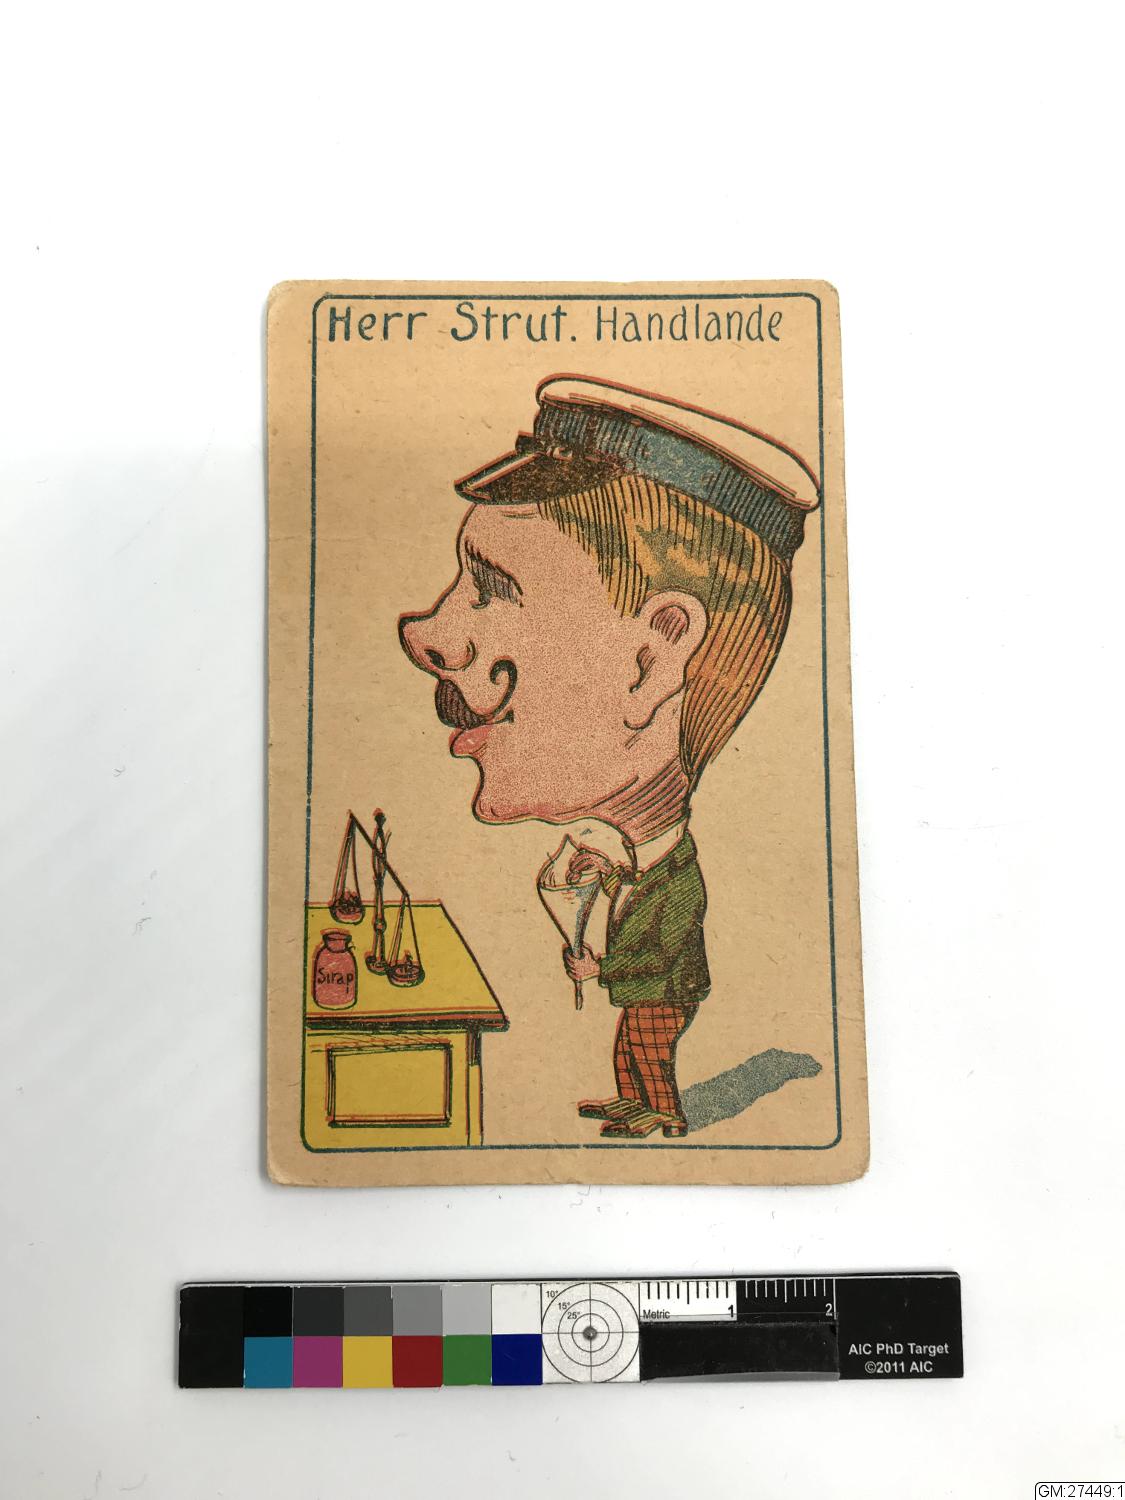 Herr Strut. Handlande
Sirap
10°
15°
25°
Metric
1
2
AIC PhD Target
©2011 AIC
GM:27449:1